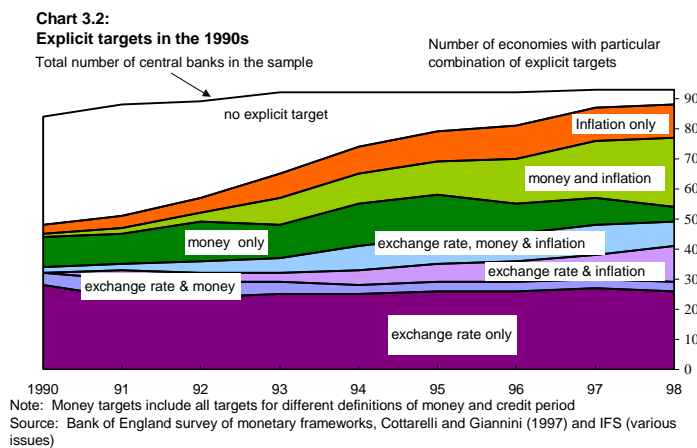 Chart 3.2:
Explicit targets in the 1990s
Total number of central banks in the sample
Number of economies with particular
combination of explicit targets
no explicit target
Inflation only
money and inflation
money only
exchange rate, money & inflation
exchange rate & inflation
exchange rate & money
exchange rate only
90
80
70
60
50
40
30
20
10
0
1990 91 92 93 94 95 96 97 98
Note: Money targets include all targets for different definitions of money and credit period
Source: Bank of England survey of monetary frameworks, Cottarelli and Giannini (1997) and IFS (various
issues)